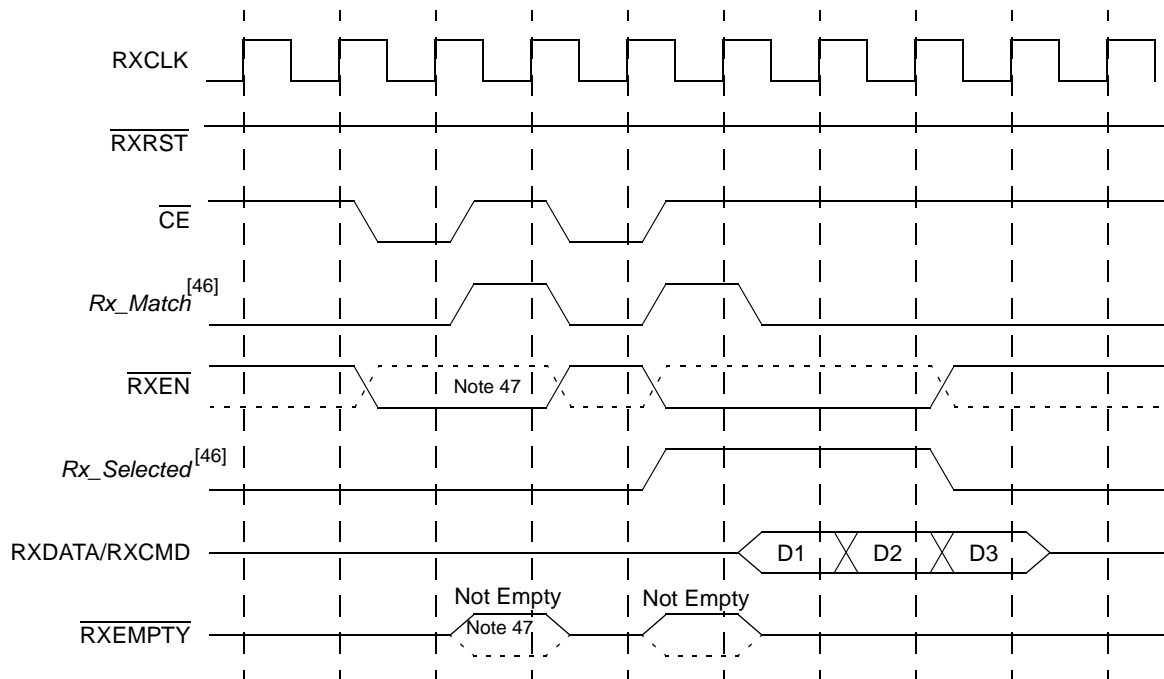 RXCLK
RXRST
CE
Rx_Match[46]
RXEN
Note 47
Rx_Selected[46]
RXDATA/RXCMD
D1 D2 D3
Not Empty Not Empty
RXEMPTY
Note 47